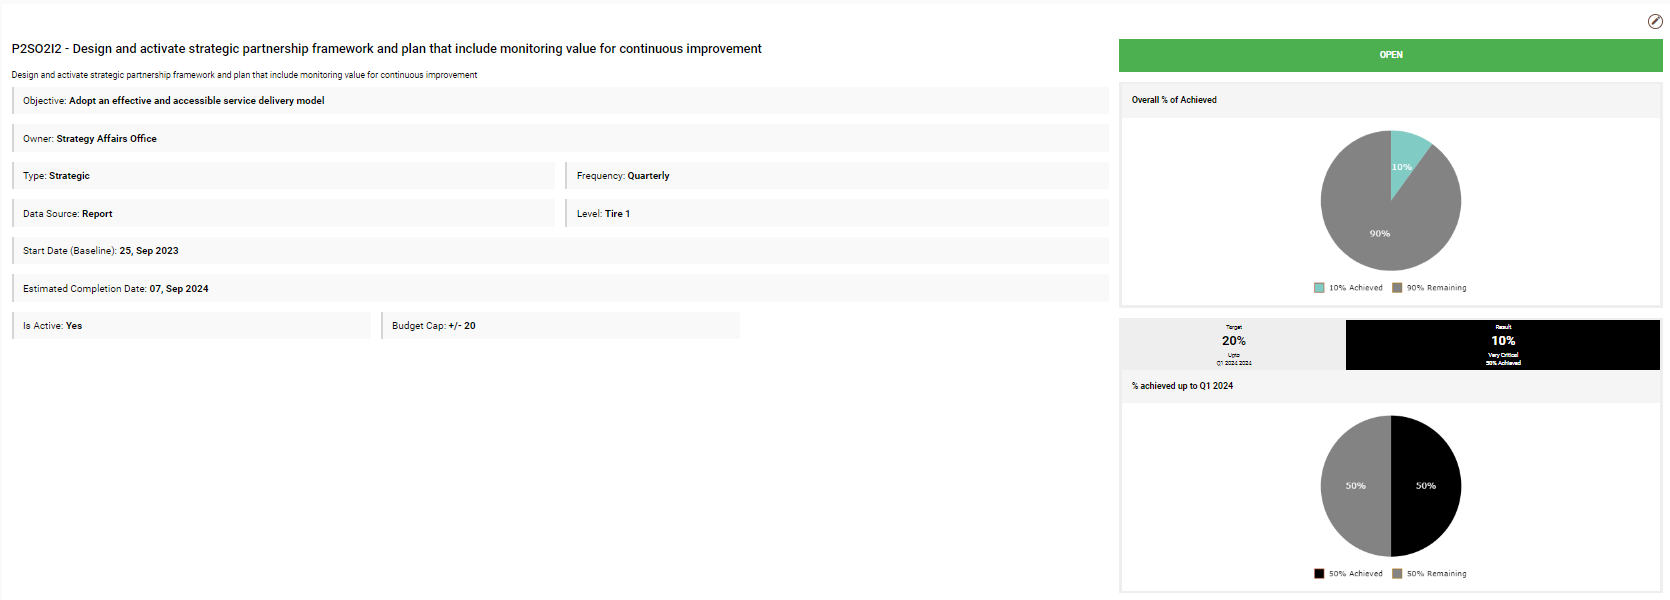 P2SO2I2 - Design and activate strategic partnership framework and plan that include monitoring value for continuous improvement
Design and activate strategic partnership framework and plan that include monitoring value for continuous improvement
Objective: Adopt an effective and accessible service delivery model
Owner: Strategy Affairs Office
Type: Strategic
Frequency: Quarterly
Data Source: Report
Level: Tire 1
Start Date (Baseline): 25, Sep 2023
Estimated Completion Date: 07, Sep 2024
Is Active: Yes
Budget Cap: +/- 20
OPEN
Overall % of Achieved
10%
90%
10% Achieved
90% Remaining
Target
20%
Upto
Q1 2024 2024
Result
10%
Very Critical
50% Achieved
% achieved up to Q1 2024
50%
50%
50% Achieved
50% Remaining